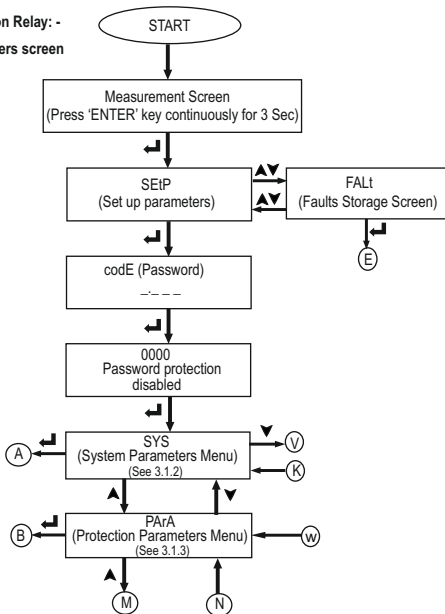 on Relay: -
ers screen
START
Measurement Screen
(Press 'ENTER' key continuously for 3 Sec)
SEtP
(Set up parameters)
FALt
(Faults Storage Screen)
E
codE (Password)
_._ _ _
0000
Password protection
disabled
SYS
(System Parameters Menu)
(See 3.1.2)
A
V
K
PArA
(Protection Parameters Menu)
(See 3.1.3)
B
w
M
N